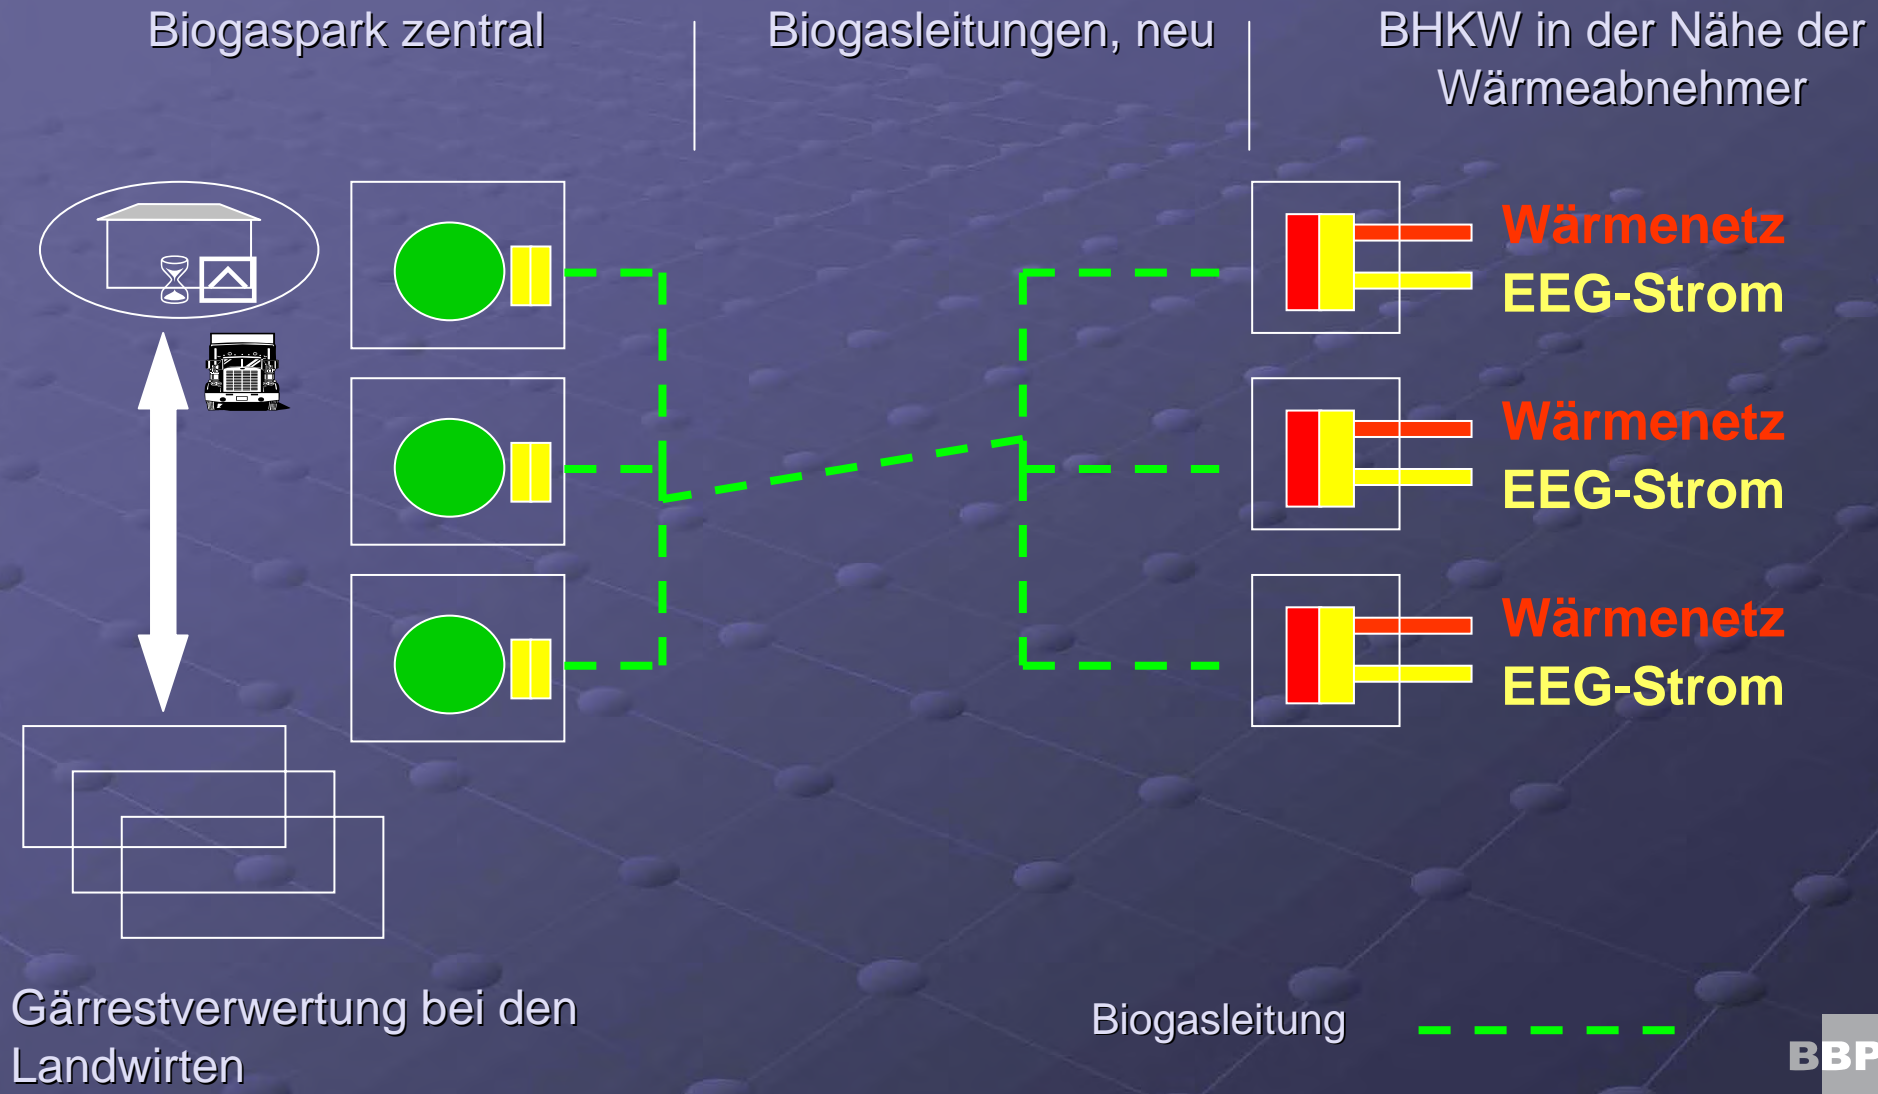 Biogaspark zentral
Biogasleitungen, neu
BHKW in der Nähe der
Wärmeabnehmer
Wärmenetz
EEG-Strom
Wärmenetz
EEG-Strom
Wärmenetz
EEG-Strom
Gärrestverwertung bei den
Landwirten
Biogasleitung
BBP